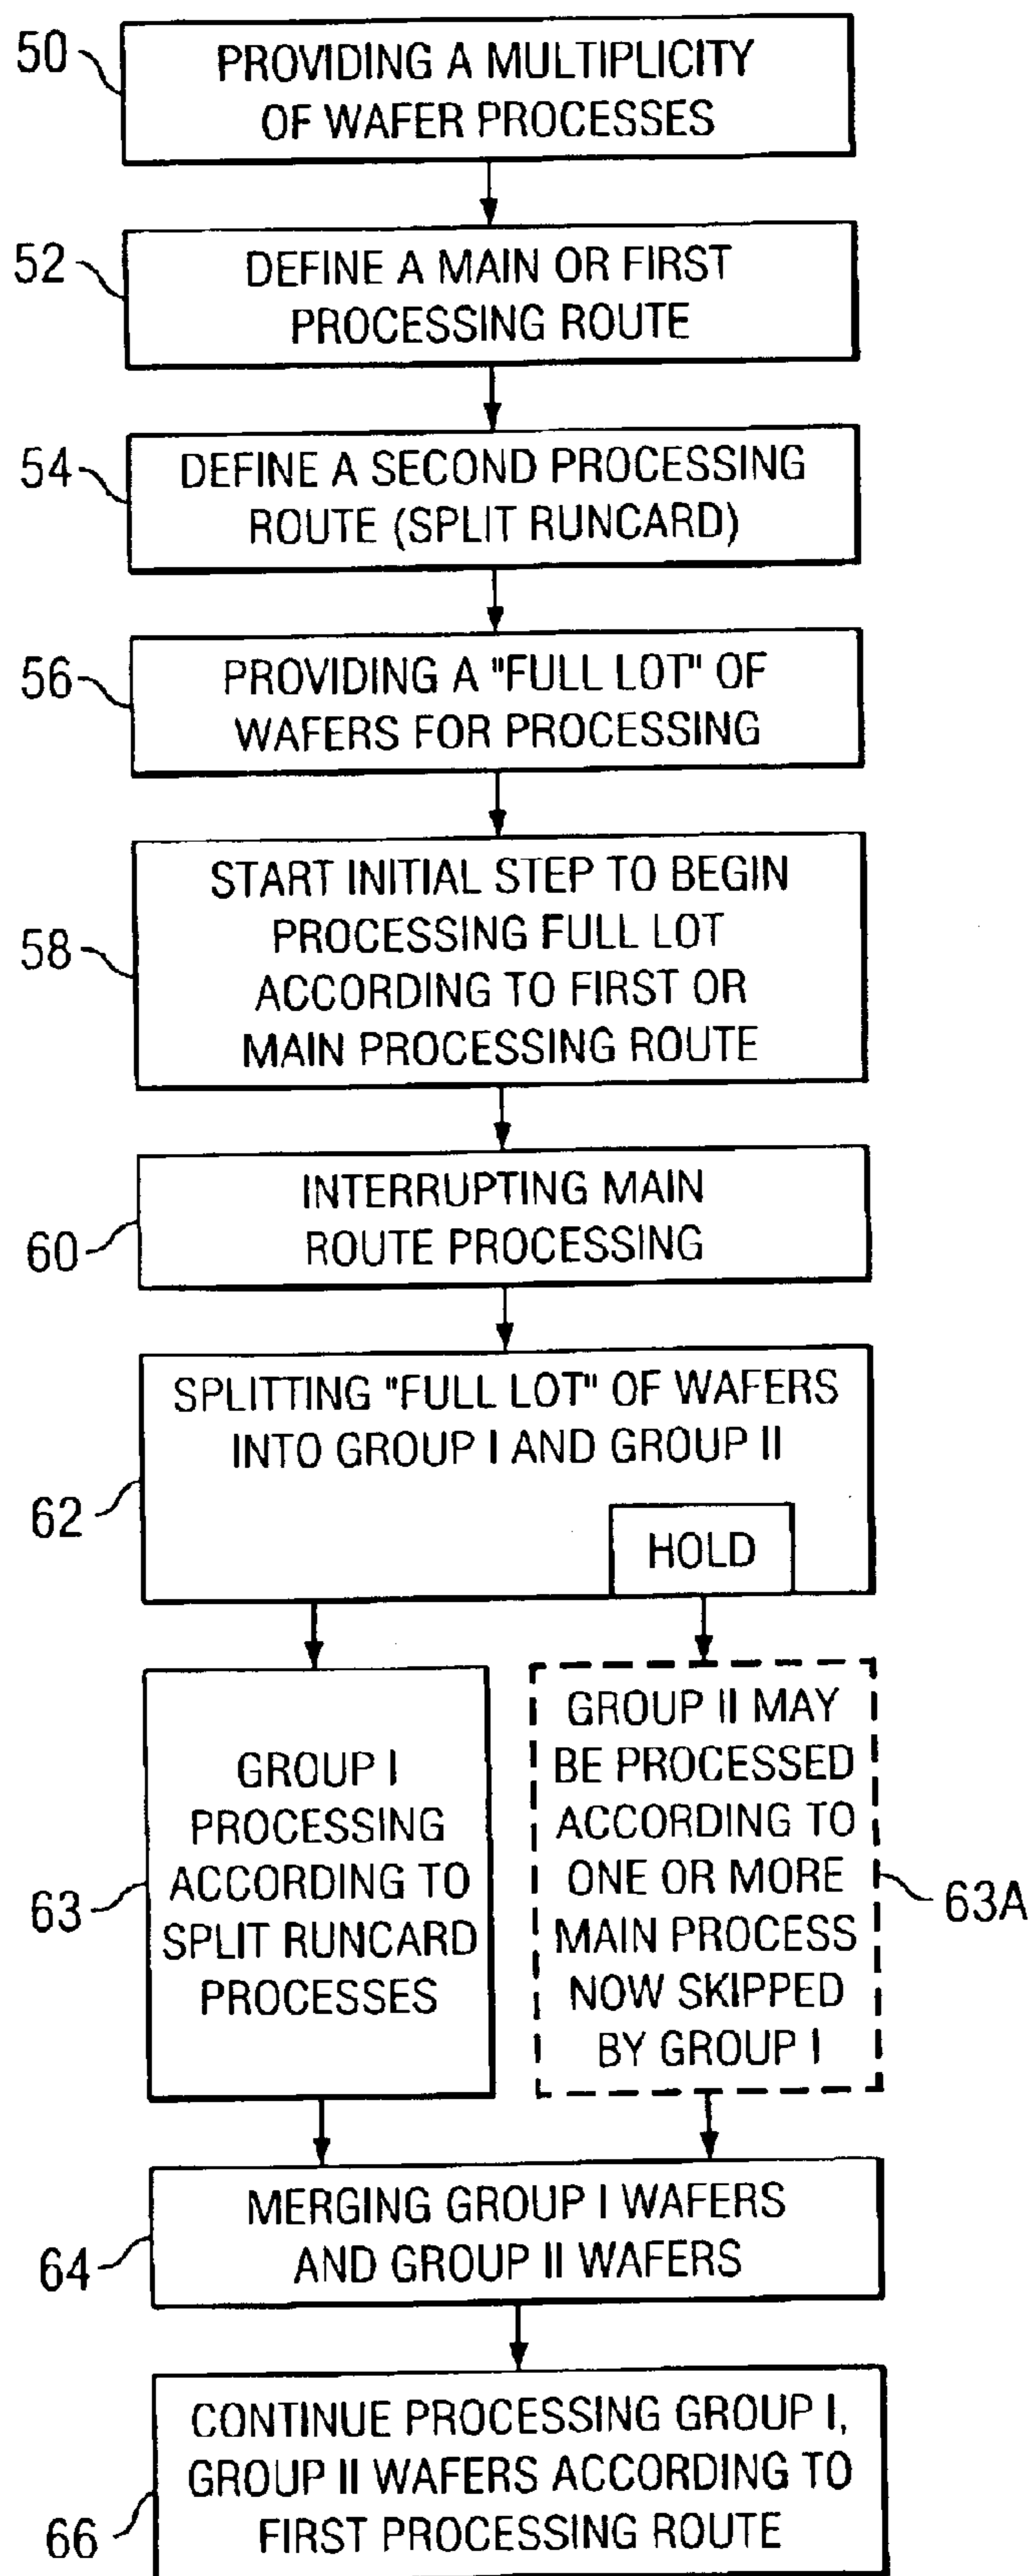 50
PROVIDING A MULTIPLICITY
OF WAFER PROCESSES
52
DEFINE A MAIN OR FIRST
PROCESSING ROUTE
54
DEFINE A SECOND PROCESSING
ROUTE (SPLIT RUNCARD)
56
PROVIDING A "FULL LOT" OF
WAFERS FOR PROCESSING
58
START INITIAL STEP TO BEGIN
PROCESSING FULL LOT
ACCORDING TO FIRST OR
MAIN PROCESSING ROUTE
60
INTERRUPTING MAIN
ROUTE PROCESSING
62
SPLITTING "FULL LOT" OF WAFERS
INTO GROUP I AND GROUP II
HOLD
63
GROUP I
PROCESSING
ACCORDING TO
SPLIT RUNCARD
PROCESSES
GROUP II MAY
BE PROCESSED
ACCORDING TO
ONE OR MORE
MAIN PROCESS
NOW SKIPPED
BY GROUP I
63A
64
MERGING GROUP I WAFERS
AND GROUP II WAFERS
66
CONTINUE PROCESSING GROUP I,
GROUP II WAFERS ACCORDING TO
FIRST PROCESSING ROUTE